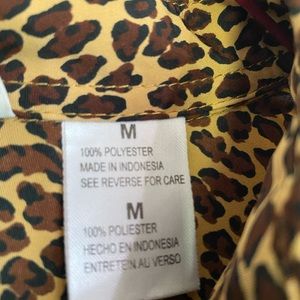 M
100% POLYESTER
MADE IN INDONESIA
SEE REVERSE FOR CARE
M
100% POLIESTER
HECHO EN INDONESIA
ENTRETEIN AU VERSO